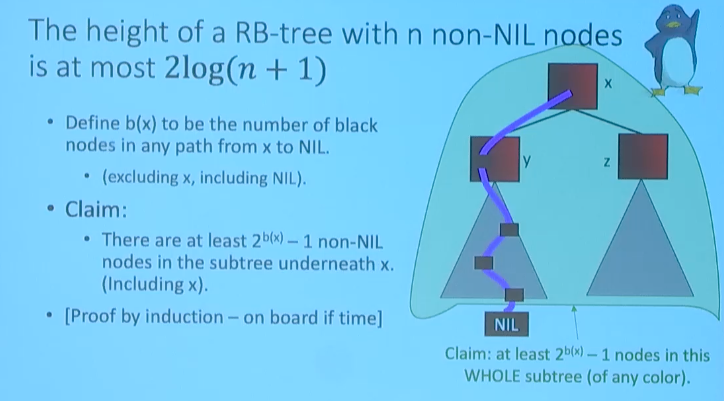 The height of a RB-tree with n non-NIL nodes
is at most 2log(n + 1)
• Define b(x) to be the number of black
nodes in any path from x to NIL.
• (excluding x, including NIL).
• Claim:
• There are at least 2^b(x) – 1 non-NIL
nodes in the subtree underneath x.
(Including x).
• [Proof by induction – on board if time]
x
y
z
NIL
Claim: at least 2^b(x) – 1 nodes in this
WHOLE subtree (of any color).